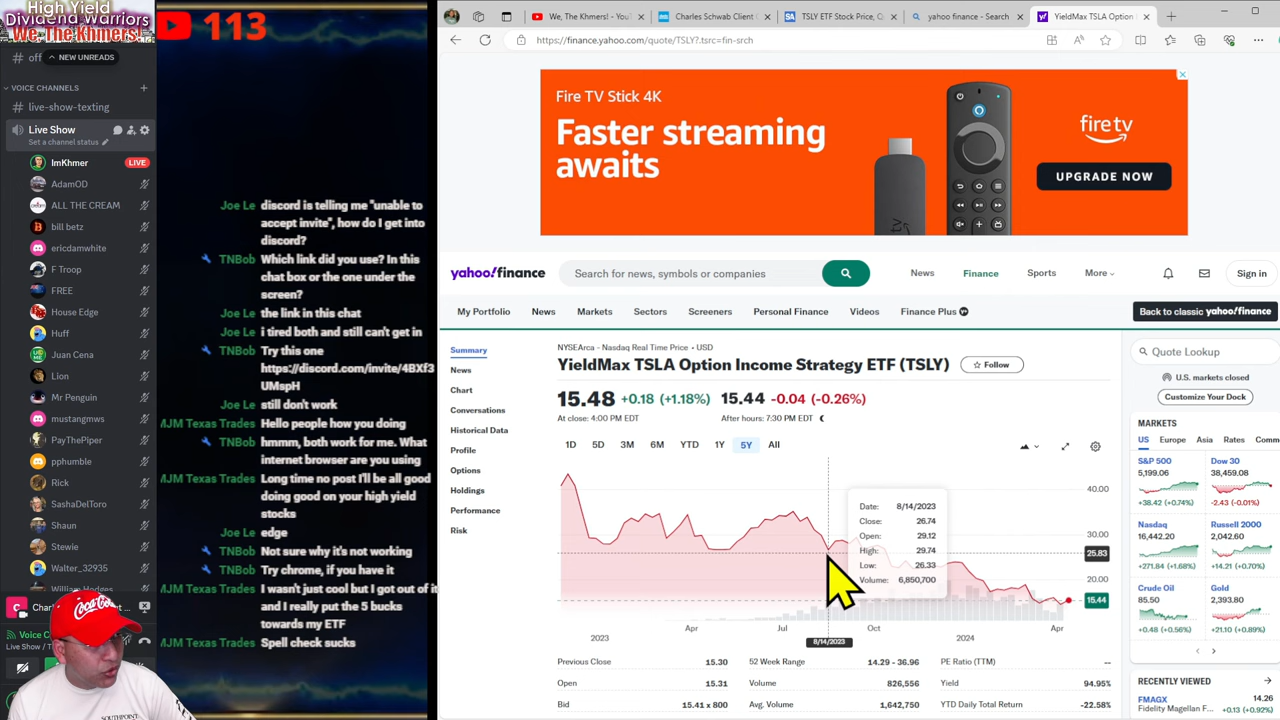 High Yield
Dividend Warriors
We, The Khmers!
off
NEW UNREADS
VOICE CHANNELS
# live-show-texting
Live Show
Set a channel status
ImKhmer
LIVE
AdamOD
ALL THE CREAM
bill betz
ericdamwhite
F Troop
FREE
House Edge
Huff
Juan Cena
Lion
Mr Penguin
mustangmws
PayThePiper
pphumble
Rick
SashaDelToro
Shaun
Stewie
Walter_32935
William Hodges
Voice
Live Show /
SOUTHPOINT
113
Joe Le discord is telling me "unable to
accept invite", how do I get into
discord?
TNBob Which link did you use? In this
chat box or the one under the
screen?
Joe Le the link in this chat
Joe Le i tired both and still can't get in
TNBob Try this one
https://discord.com/invite/4BXf3
UMspH
Joe Le still don't work
MJM Texas Trades Hello people how you doing
TNBob hmmm, both work for me. What
internet browser are you using
MJM Texas Trades Long time no post I'll be all good
doing good on your high yield
stocks
Joe Le edge
TNBob Not sure why it's not working
TNBob Try chrome, if you have it
MJM Texas Trades I wasn't just cool but I got out of it
and I really put the 5 bucks
towards my ETF
MJM Texas Trades Spell check sucks
We, The Khmers! - You
Charles Schwab Client C
TSLY ETF Stock Price, Q
yahoo finance - Search
YieldMax TSLA Option
https://finance.yahoo.com/quote/TSLY?.tsrc=fin-srch
Fire TV Stick 4K
Faster streaming
awaits
fire tv
UPGRADE NOW
yahoo!finance
Search for news, symbols or companies
News
Finance
Sports
More
Sign in
My Portfolio
News
Markets
Sectors
Screeners
Personal Finance
Videos
Finance Plus
Back to classic yahoo!finance
Summary
News
Chart
Conversations
Historical Data
Profile
Options
Holdings
Performance
Risk
NYSEArca - Nasdaq Real Time Price • USD
YieldMax TSLA Option Income Strategy ETF (TSLY)
Follow
15.48 +0.18 (+1.18%) 15.44 -0.04 (-0.26%)
At close: 4:00 PM EDT
After hours: 7:30 PM EDT
1D 5D 3M 6M YTD 1Y 5Y All
40.00
30.00
25.83
20.00
15.44
Date: 8/14/2023
Close: 26.74
Open: 29.12
High: 29.74
Low: 26.33
Volume: 6,850,700
Apr
Jul
Oct
Apr
2023
8/14/2023
2024
Previous Close 15.30
52 Week Range 14.29 - 36.96
PE Ratio (TTM) --
Open 15.31
Volume 826,556
Yield 94.95%
Bid 15.41 x 800
Avg. Volume 1,642,750
YTD Daily Total Return -22.58%
Quote Lookup
U.S. markets closed
Customize Your Dock
MARKETS
US Europe Asia Rates Comm
S&P 500
5,199.06
+38.42 (+0.74%)
Dow 30
38,459.08
-2.43 (-0.01%)
Nasdaq
16,442.20
+271.84 (+1.68%)
Russell 2000
2,042.60
+14.21 (+0.70%)
Crude Oil
85.50
+0.48 (+0.56%)
Gold
2,393.80
+21.10 (+0.89%)
RECENTLY VIEWED
FMAGX
Fidelity Magellan F...
14.26
+0.13 (+0.92%)